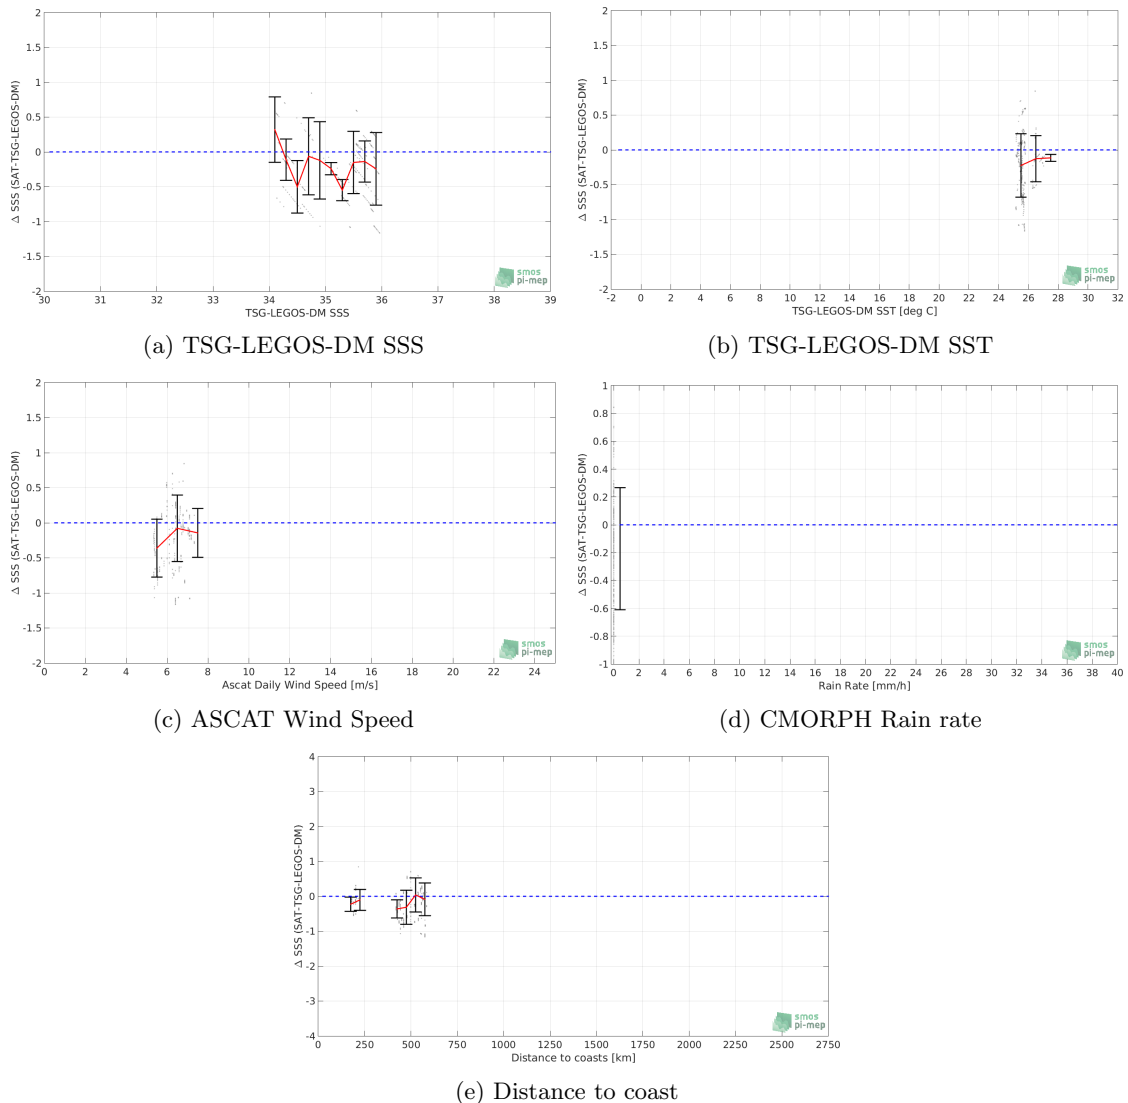 2
1.5
1
0.5
0
-0.5
-1
-1.5
-2
Δ SSS (SAT-TSG-LEGOS-DM)
30 31 32 33 34 35 36 37 38 39
TSG-LEGOS-DM SSS
smos
pi-mep
(a) TSG-LEGOS-DM SSS
2
1.5
1
0.5
0
-0.5
-1
-1.5
-2
Δ SSS (SAT-TSG-LEGOS-DM)
-2 0 2 4 6 8 10 12 14 16 18 20 22 24 26 28 30 32
TSG-LEGOS-DM SST [deg C]
smos
pi-mep
(b) TSG-LEGOS-DM SST
2
1.5
1
0.5
0
-0.5
-1
-1.5
-2
Δ SSS (SAT-TSG-LEGOS-DM)
0 2 4 6 8 10 12 14 16 18 20 22 24
Ascat Daily Wind Speed [m/s]
smos
pi-mep
(c) ASCAT Wind Speed
1
0.8
0.6
0.4
0.2
0
-0.2
-0.4
-0.6
-0.8
-1
Δ SSS (SAT-TSG-LEGOS-DM)
0 2 4 6 8 10 12 14 16 18 20 22 24 26 28 30 32 34 36 38 40
Rain Rate [mm/h]
smos
pi-mep
(d) CMORPH Rain rate
4
3
2
1
0
-1
-2
-3
-4
Δ SSS (SAT-TSG-LEGOS-DM)
0 250 500 750 1000 1250 1500 1750 2000 2250 2500 2750
Distance to coasts [km]
smos
pi-mep
(e) Distance to coast